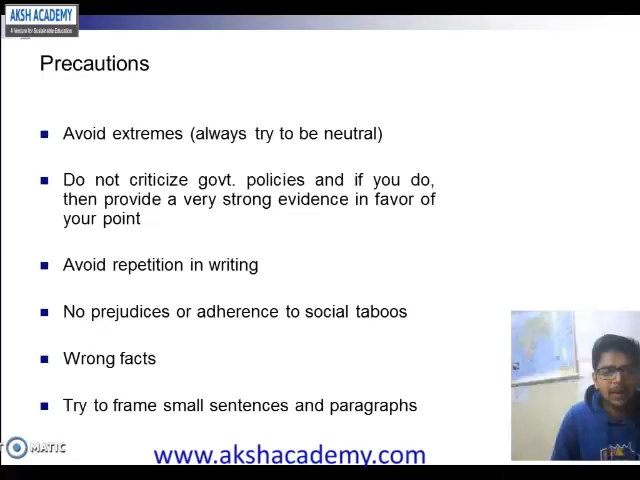 AKSH ACADEMY
A Venture for Sustainable Education
Precautions
Avoid extremes (always try to be neutral)
Do not criticize govt. policies and if you do,
then provide a very strong evidence in favor of
your point
Avoid repetition in writing
No prejudices or adherence to social taboos
Wrong facts
Try to frame small sentences and paragraphs
MATIC
www.akshacademy.com